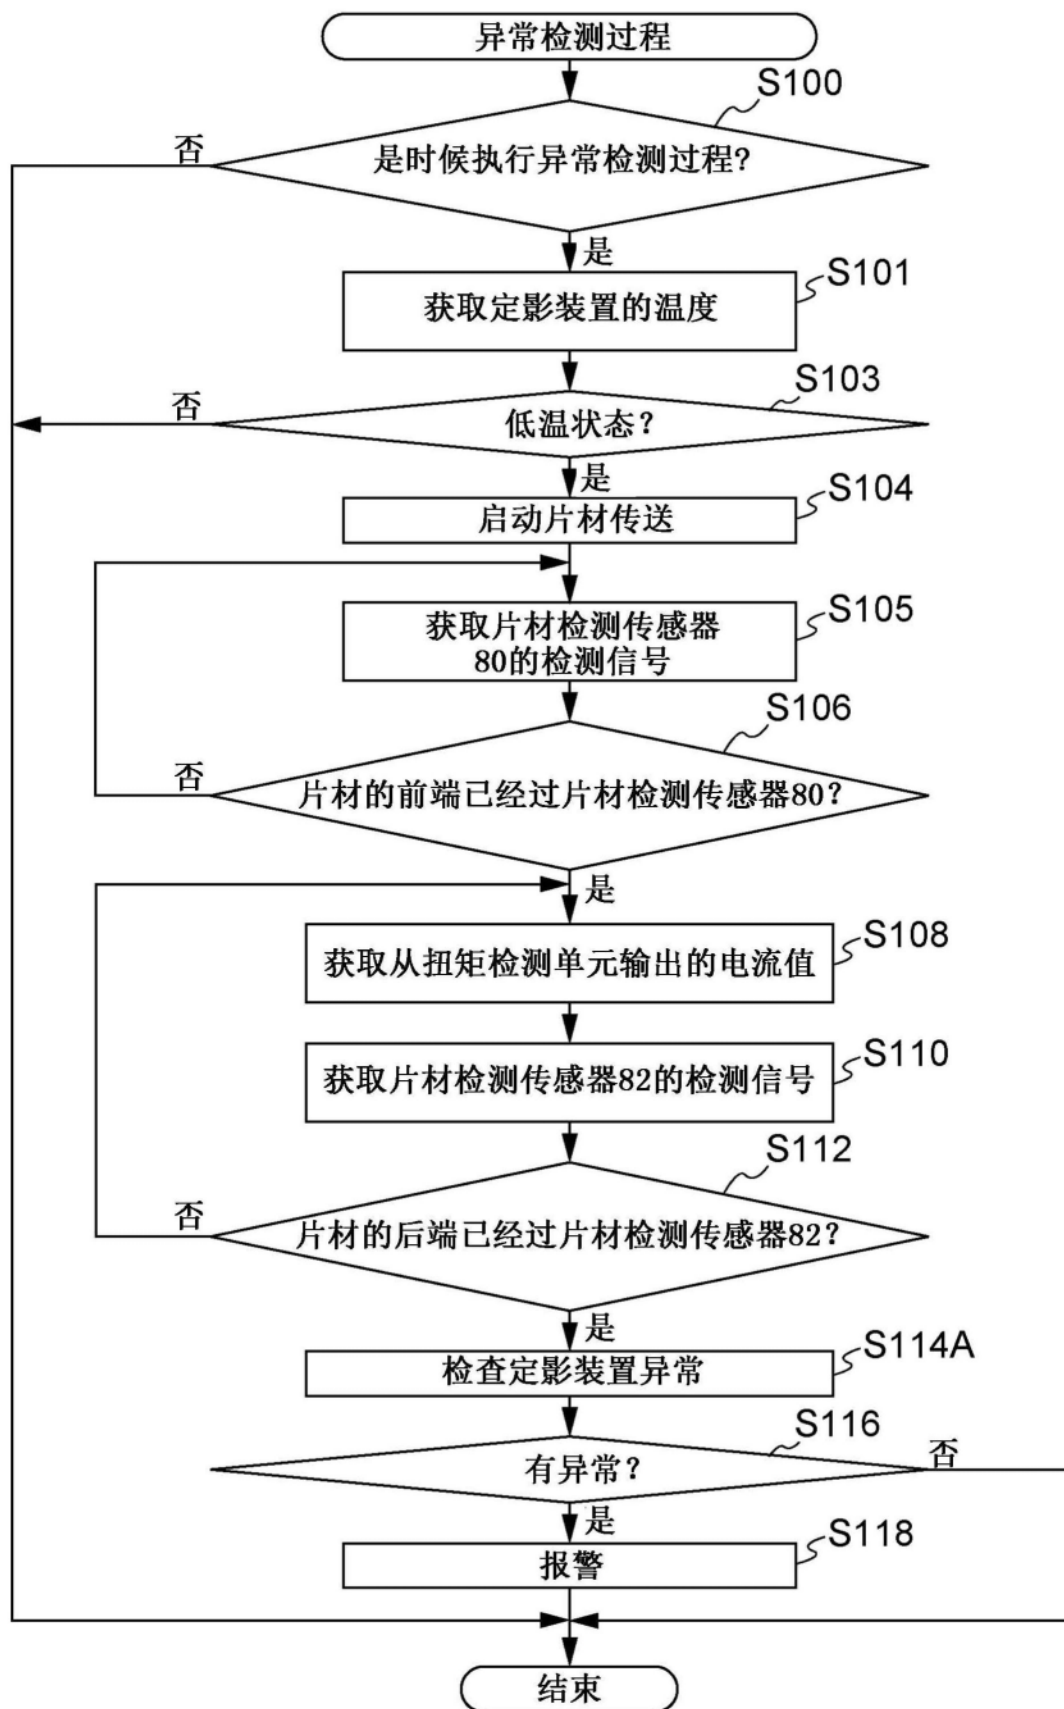 异常检测过程
S100
否
是时候执行异常检测过程?
是
S101
获取定影装置的温度
S103
否
低温状态?
是
S104
启动片材传送
S105
获取片材检测传感器
80的检测信号
S106
否
片材的前端已经过片材检测传感器80?
是
S108
获取从扭矩检测单元输出的电流值
S110
获取片材检测传感器82的检测信号
S112
否
片材的后端已经过片材检测传感器82?
是
S114A
检查定影装置异常
S116
否
有异常?
是
S118
报警
结束